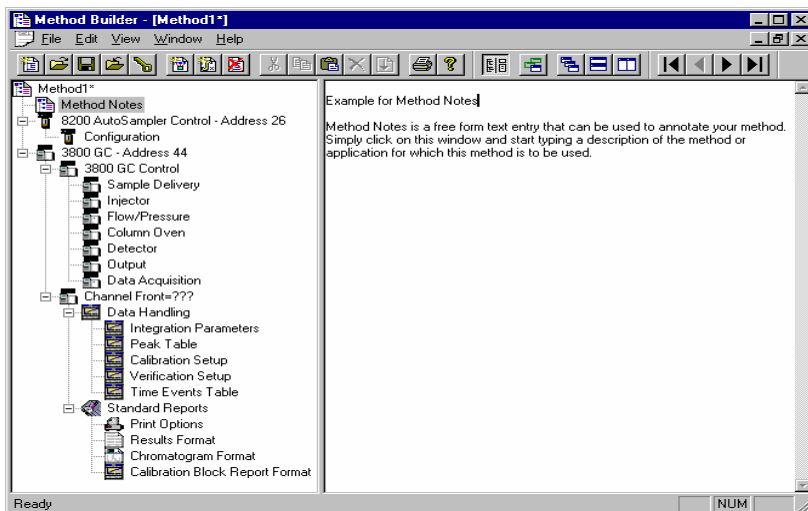 Method Builder - [Method1*]
File Edit View Window Help
Method1*
Method Notes
8200 AutoSampler Control - Address 26
Configuration
3800 GC - Address 44
3800 GC Control
Sample Delivery
Injector
Flow/Pressure
Column Oven
Detector
Output
Data Acquisition
Channel Front=???
Data Handling
Integration Parameters
Peak Table
Calibration Setup
Verification Setup
Time Events Table
Standard Reports
Print Options
Results Format
Chromatogram Format
Calibration Block Report Format
Example for Method Notes
Method Notes is a free form text entry that can be used to annotate your method.
Simply click on this window and start typing a description of the method or
application for which this method is to be used.
Ready
NUM